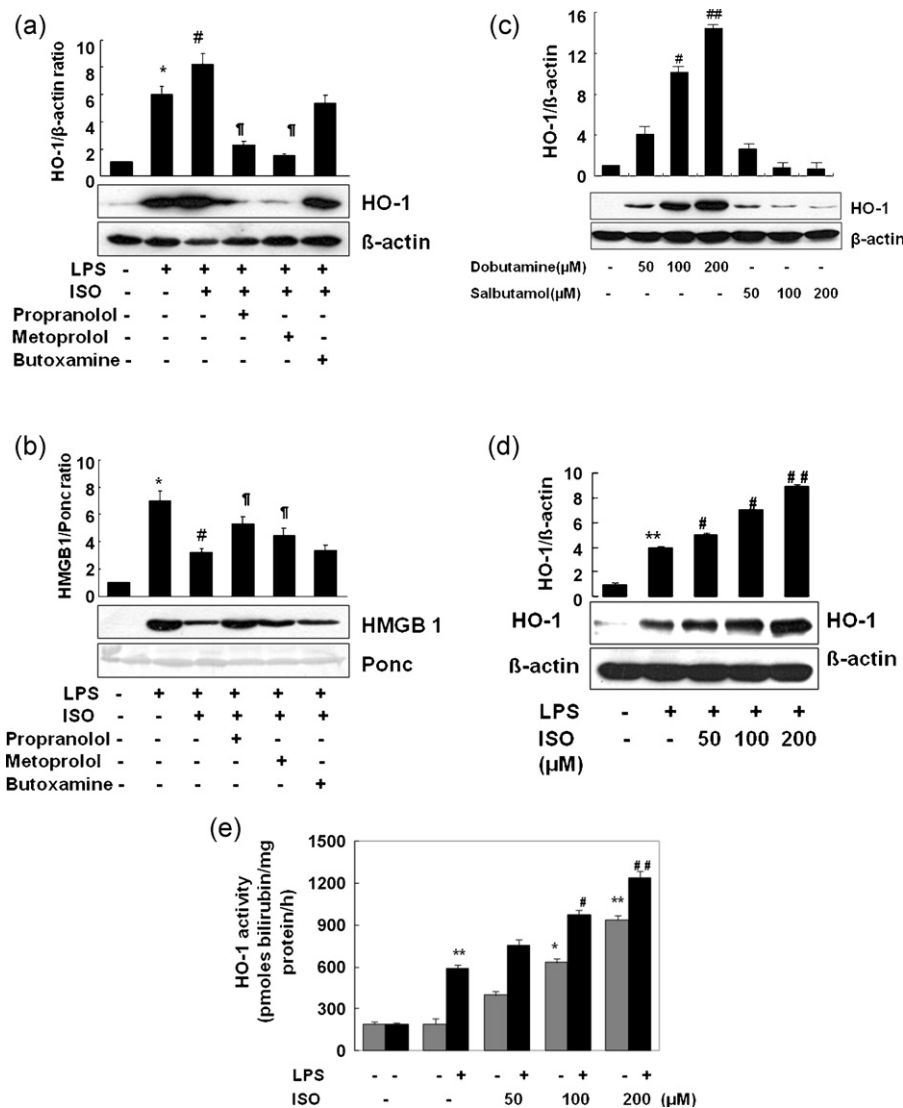 (a)
HO-1/β-actin ratio
10
8
6
4
2
0
*
#
¶
¶
HO-1
ß-actin
LPS - + + + + +
ISO - - + + + +
Propranolol - - - + - -
Metoprolol - - - - + -
Butoxamine - - - - - +
(c)
HO-1/ß-actin
16
12
8
4
0
#
##
HO-1
β-actin
Dobutamine(µM) - 50 100 200 - - -
Salbutamol(µM) - - - - 50 100 200
(b)
HMGB1/Ponc ratio
10
8
6
4
2
0
*
#
¶
¶
HMGB 1
Ponc
LPS - + + + + +
ISO - - + + + +
Propranolol - - - + - -
Metoprolol - - - - + -
Butoxamine - - - - - +
(d)
HO-1/ß-actin
10
8
6
4
2
0
**
#
#
# #
HO-1 HO-1
ß-actin ß-actin
LPS - + + + +
ISO - - 50 100 200
(µM)
(e)
HO-1 activity
(pmoles bilirubin/mg
protein/h)
1500
1200
900
600
300
0
**
*
#
**
# #
LPS - - - + - + - + - +
ISO - - - - 50 100 200 (µM)